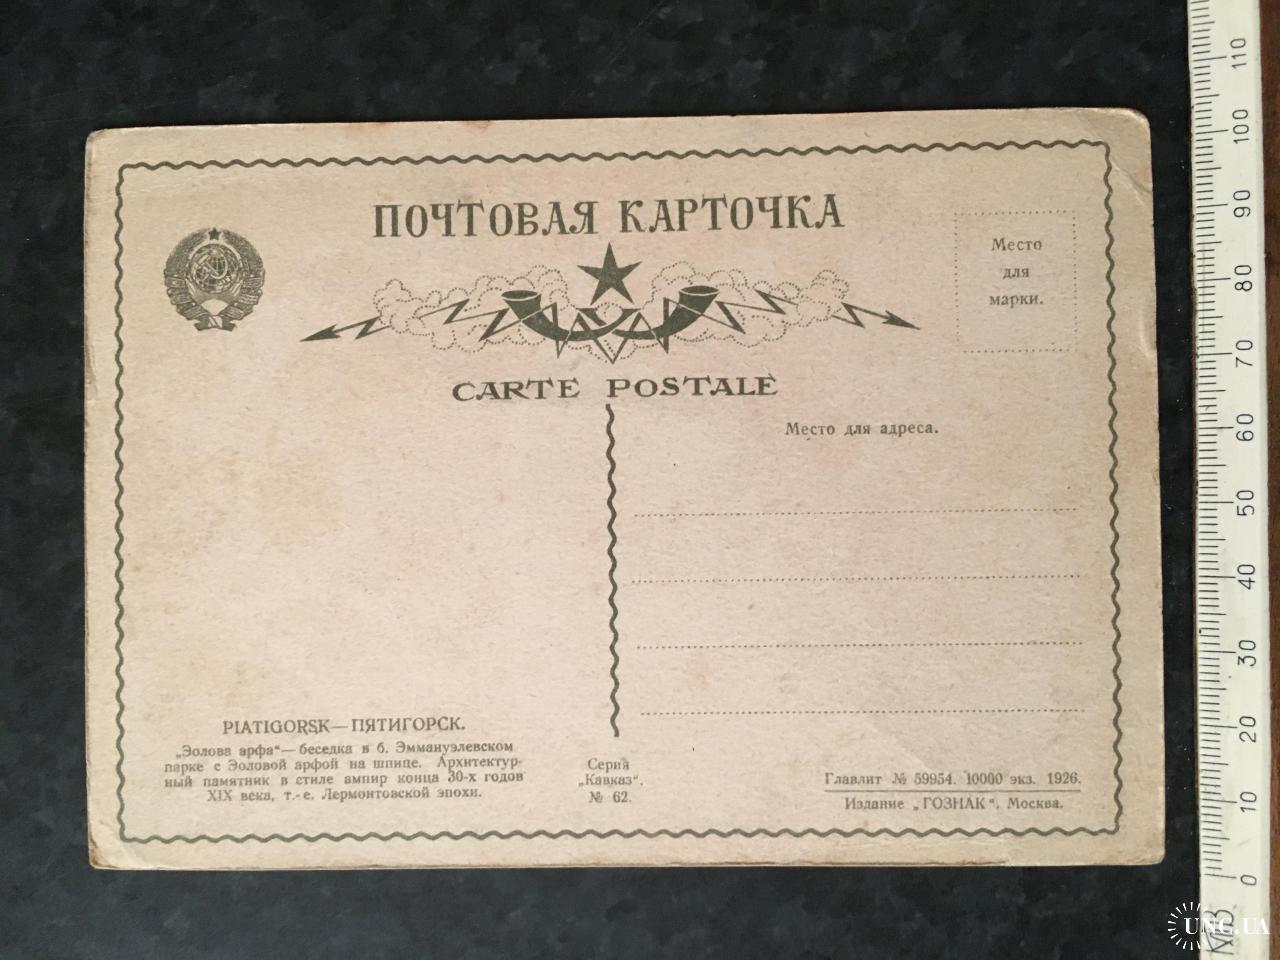 ПОЧТОВАЯ КАРТОЧКА
Место
для
марки.
CARTE POSTALE
Место для адреса.
PIATIGORSK—ПЯТИГОРСК.
„Эолова арфа“—беседка в б. Эммануэлевском
парке с Эоловой арфой на шпице. Архитектур-
ный памятник в стиле ампир конца 30-х годов
XIX века, т.-е. Лермонтовской эпохи.
Серия
„Кавказ“.
№ 62.
Главлит № 59954. 10000 экз. 1926.
Издание „ГОЗНАК“. Москва.
110
100
90
80
70
60
50
40
30
20
10
0
UNC.UA